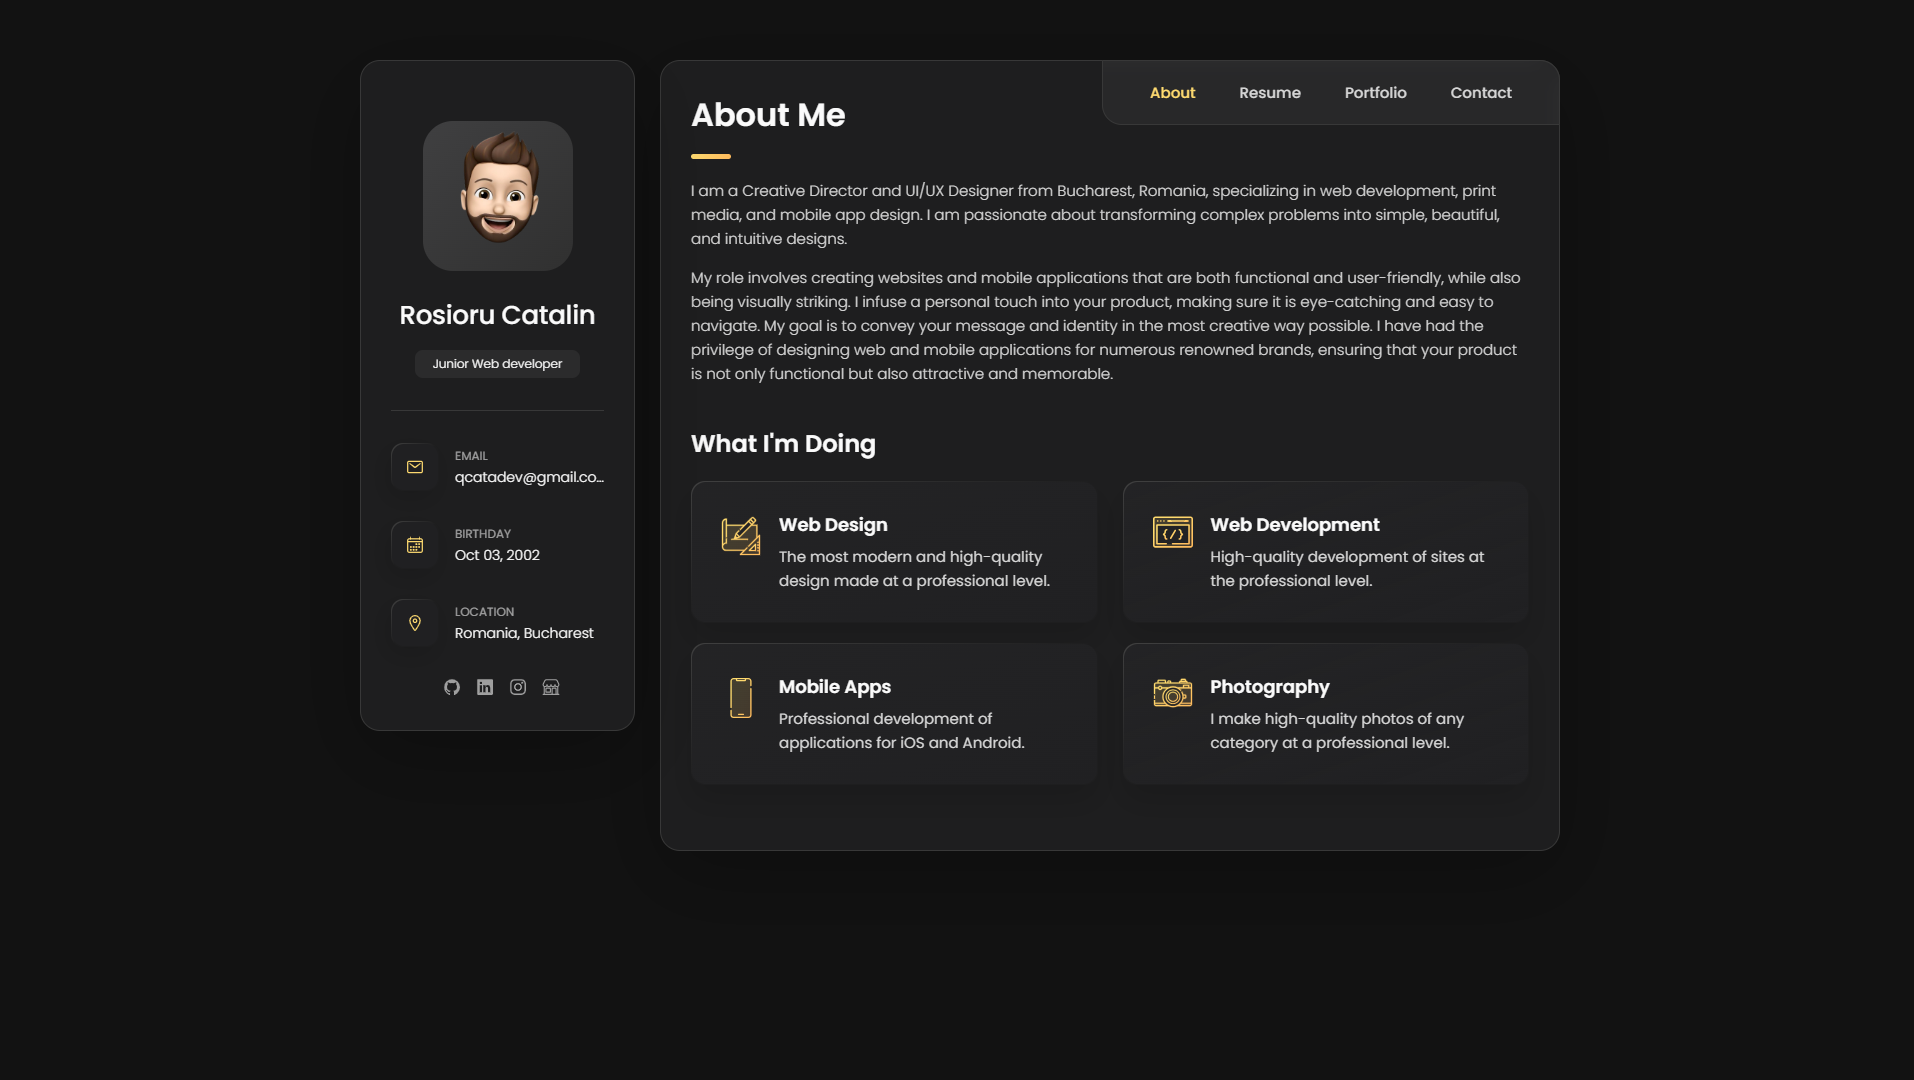 Rosioru Catalin
Junior Web developer
EMAIL
qcatadev@gmail.co...
BIRTHDAY
Oct 03, 2002
LOCATION
Romania, Bucharest
About
Resume
Portfolio
Contact
About Me
I am a Creative Director and UI/UX Designer from Bucharest, Romania, specializing in web development, print
media, and mobile app design. I am passionate about transforming complex problems into simple, beautiful,
and intuitive designs.
My role involves creating websites and mobile applications that are both functional and user-friendly, while also
being visually striking. I infuse a personal touch into your product, making sure it is eye-catching and easy to
navigate. My goal is to convey your message and identity in the most creative way possible. I have had the
privilege of designing web and mobile applications for numerous renowned brands, ensuring that your product
is not only functional but also attractive and memorable.
What I'm Doing
Web Design
The most modern and high-quality
design made at a professional level.
Web Development
High-quality development of sites at
the professional level.
Mobile Apps
Professional development of
applications for iOS and Android.
Photography
I make high-quality photos of any
category at a professional level.